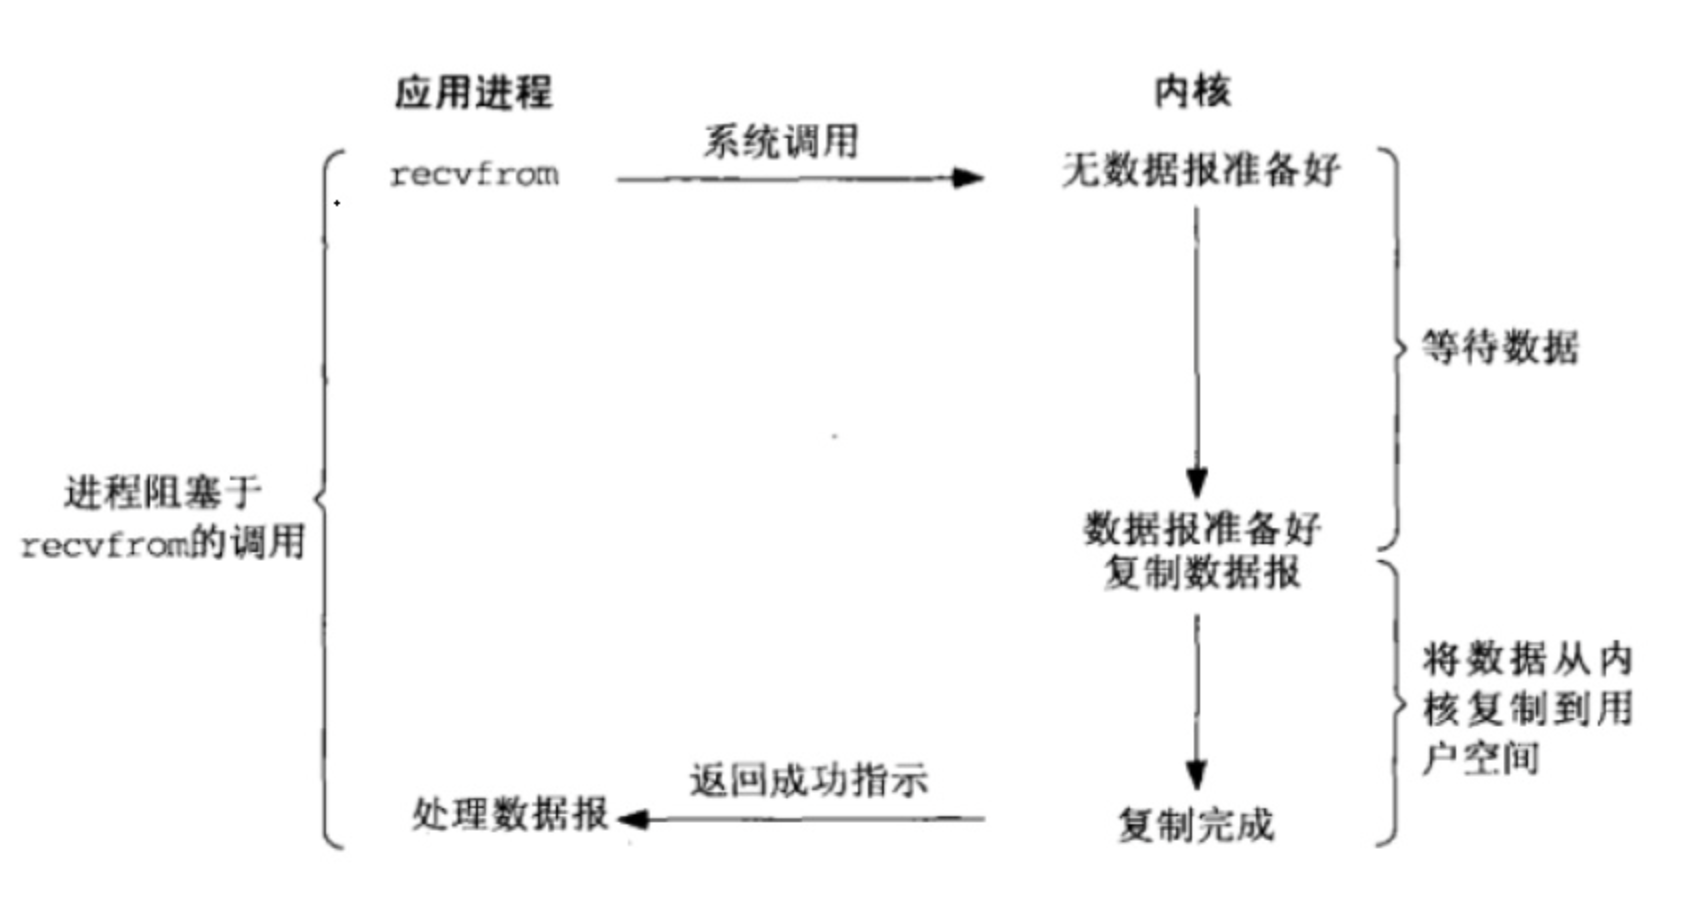 应用进程
内核
系统调用
recvfrom
无数据报准备好
等待数据
进程阻塞于
recvfrom的调用
数据报准备好
复制数据报
将数据从内
核复制到用
户空间
返回成功指示
处理数据报
复制完成